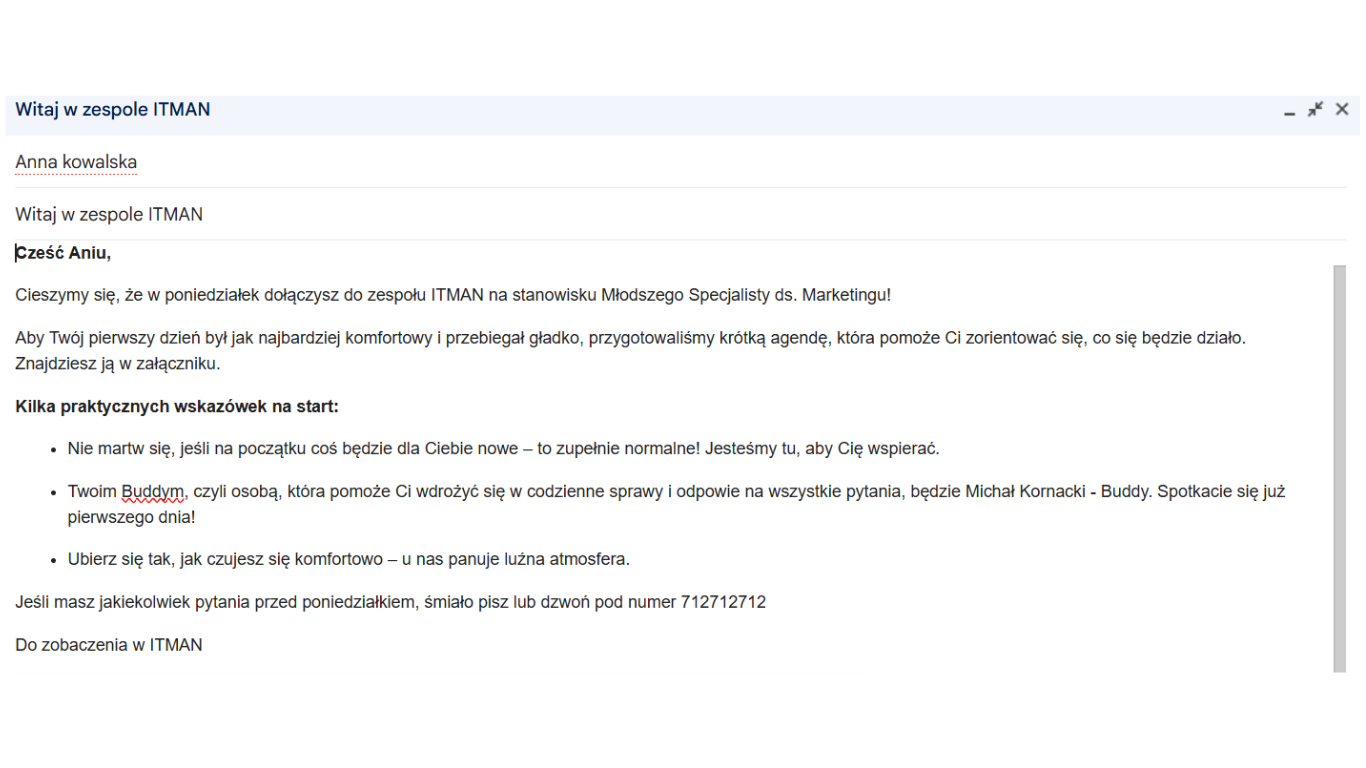 Witaj w zespole ITMAN
Anna kowalska
Witaj w zespole ITMAN
Cześć Aniu,
Cieszymy się, że w poniedziałek dołączysz do zespołu ITMAN na stanowisku Młodszego Specjalisty ds. Marketingu!
Aby Twój pierwszy dzień był jak najbardziej komfortowy i przebiegał gładko, przygotowaliśmy krótką agendę, która pomoże Ci zorientować się, co się będzie działo.
Znajdziesz ją w załączniku.
Kilka praktycznych wskazówek na start:
• Nie martw się, jeśli na początku coś będzie dla Ciebie nowe – to zupełnie normalne! Jesteśmy tu, aby Cię wspierać.
• Twoim Buddym, czyli osobą, która pomoże Ci wdrożyć się w codzienne sprawy i odpowie na wszystkie pytania, będzie Michał Kornacki - Buddy. Spotkacie się już
pierwszego dnia!
• Ubierz się tak, jak czujesz się komfortowo – u nas panuje luźna atmosfera.
Jeśli masz jakiekolwiek pytania przed poniedziałkiem, śmiało pisz lub dzwoń pod numer 712712712
Do zobaczenia w ITMAN